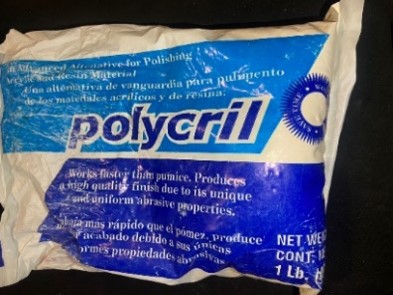 Advanced Alternative for Polishing
Acrylic and Resin Material
Una alternativa de vanguardia para pulimento
de los materiales acrílicos y de resina.
polycril
Works faster than pumice. Produces
a high quality finish due to its unique
and uniform abrasive properties.
más rápido que el pómez, produce
acabado debido a sus únicas
propiedades abrasivas.
NET
CONT.
1 Lb.